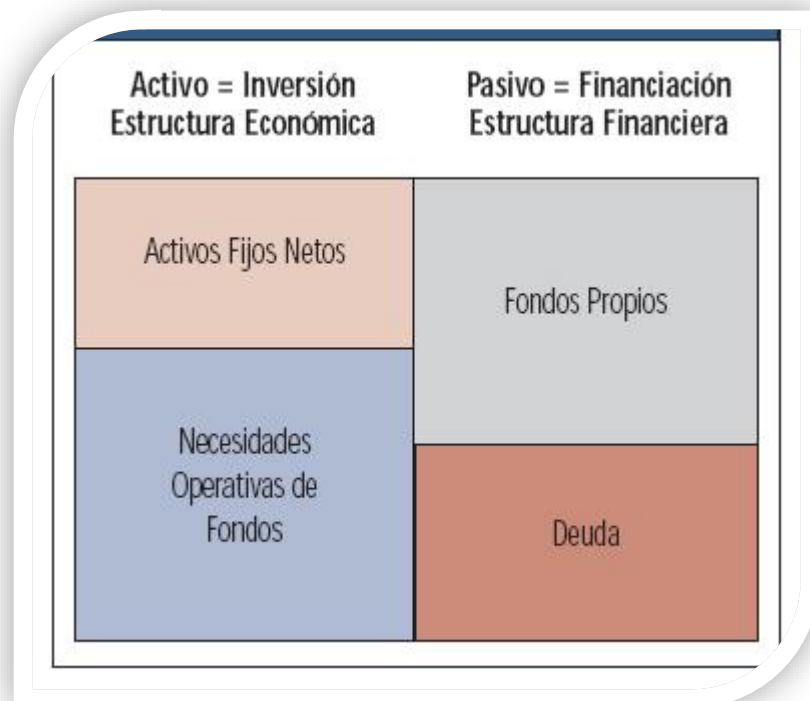 Activo = Inversión
Estructura Económica
Pasivo = Financiación
Estructura Financiera
Activos Fijos Netos
Fondos Propios
Necesidades
Operativas de
Fondos
Deuda